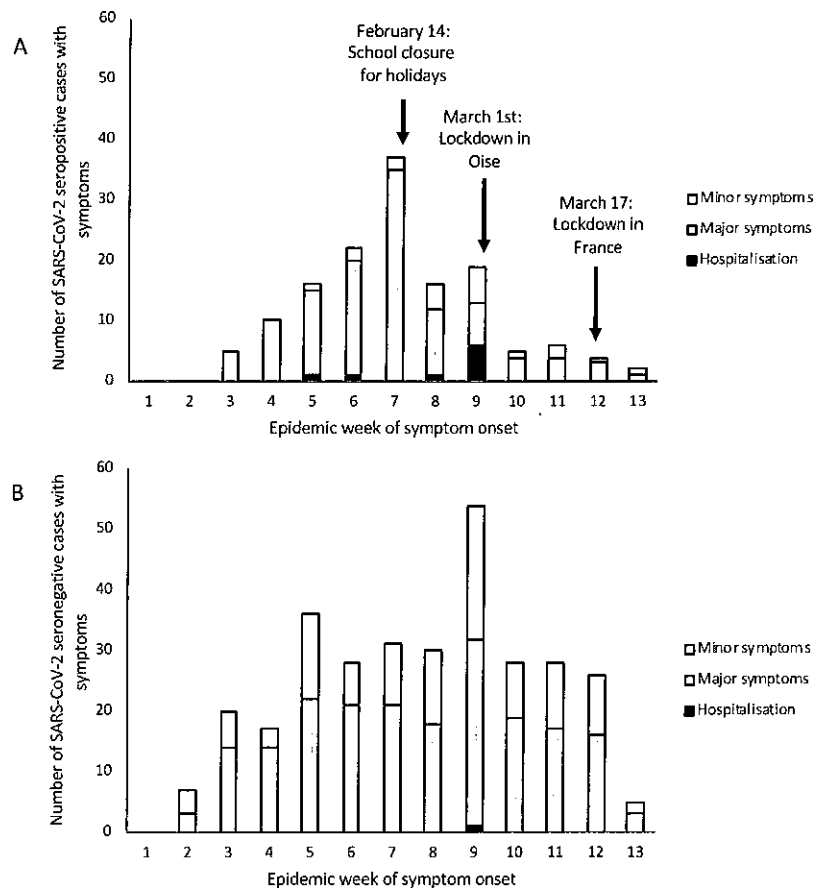 A
Number of SARS-CoV-2 seropositive cases with
symptoms
60
50
40
30
20
10
0
February 14:
School closure
for holidays
March 1st:
Lockdown in
Oise
March 17:
Lockdown in
France
Minor symptoms
Major symptoms
Hospitalisation
1 2 3 4 5 6 7 8 9 10 11 12 13
Epidemic week of symptom onset
B
Number of SARS-CoV-2 seronegative cases with
symptoms
60
50
40
30
20
10
0
Minor symptoms
Major symptoms
Hospitalisation
1 2 3 4 5 6 7 8 9 10 11 12 13
Epidemic week of symptom onset